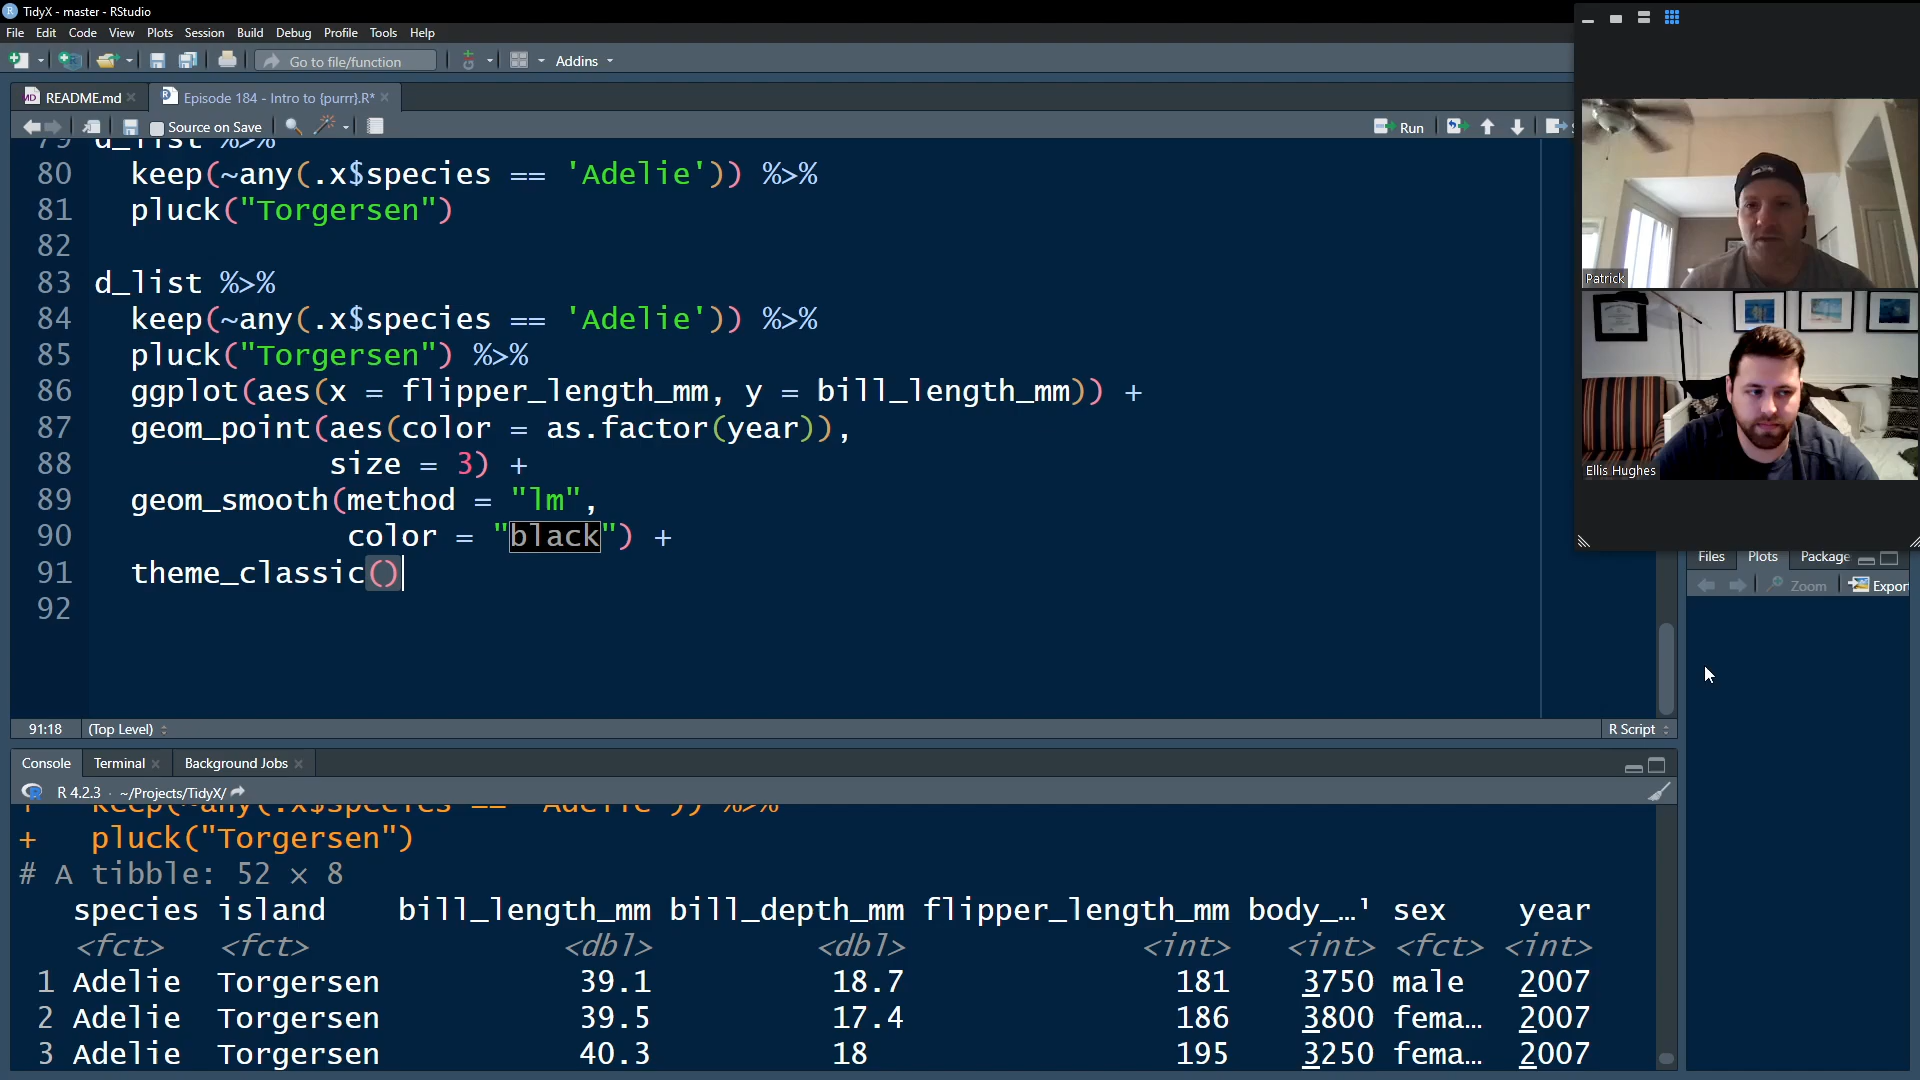 TidyX - master - RStudio
File Edit Code View Plots Session Build Debug Profile Tools Help
Go to file/function Addins
README.md Episode 184 - Intro to {purrr}.R*
Source on Save Run
79 d_list %>%
80 keep(~any(.x$species == 'Adelie')) %>%
81 pluck("Torgersen")
82
83 d_list %>%
84 keep(~any(.x$species == 'Adelie')) %>%
85 pluck("Torgersen") %>%
86 ggplot(aes(x = flipper_length_mm, y = bill_length_mm)) +
87 geom_point(aes(color = as.factor(year)),
88 size = 3) +
89 geom_smooth(method = "lm",
90 color = "black") +
91 theme_classic()
92
91:18 (Top Level) R Script
Patrick
Ellis Hughes
Files Plots Package
Zoom Export
Console Terminal Background Jobs
R 4.2.3 · ~/Projects/TidyX/
+ keep(~any(.x$species == 'Adelie')) %>%
+ pluck("Torgersen")
# A tibble: 52 × 8
species island bill_length_mm bill_depth_mm flipper_length_mm body_…¹ sex year
<fct> <fct> <dbl> <dbl> <int> <int> <fct> <int>
1 Adelie Torgersen 39.1 18.7 181 3750 male 2007
2 Adelie Torgersen 39.5 17.4 186 3800 fema… 2007
3 Adelie Torgersen 40.3 18 195 3250 fema… 2007